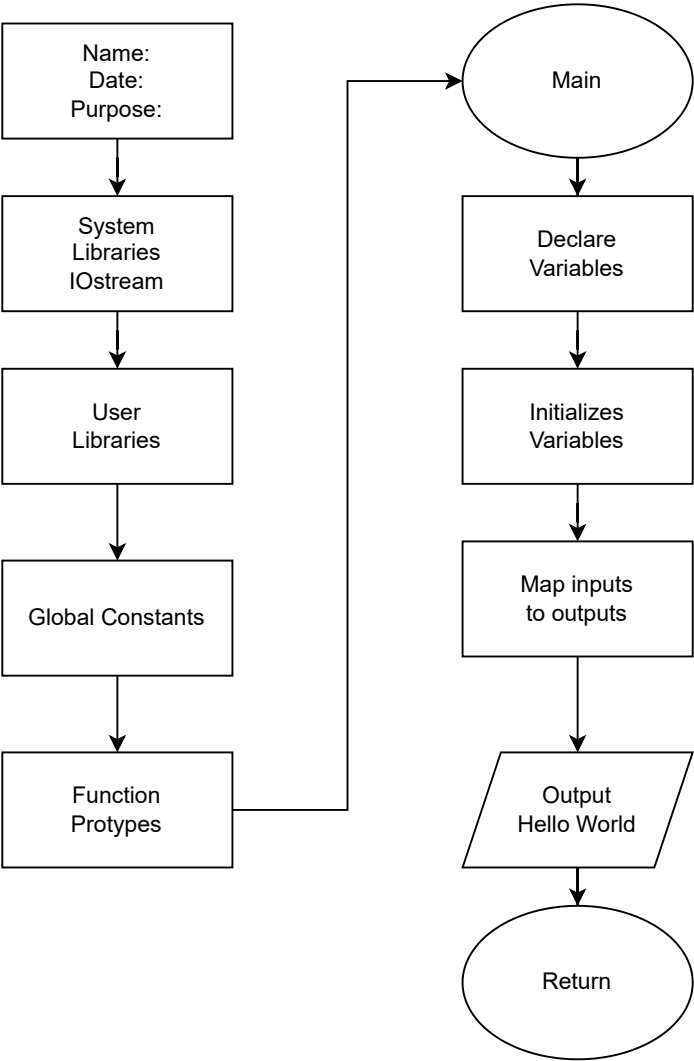 Name:
Date:
Purpose:
System
Libraries
IOstream
User
Libraries
Global Constants
Function
Protypes
Main
Declare
Variables
Initializes
Variables
Map inputs
to outputs
Output
Hello World
Return